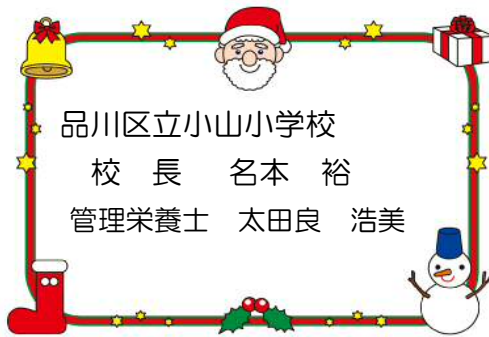 品川区立小山小学校
校　長　　名本　裕
管理栄養士　太田良　浩美